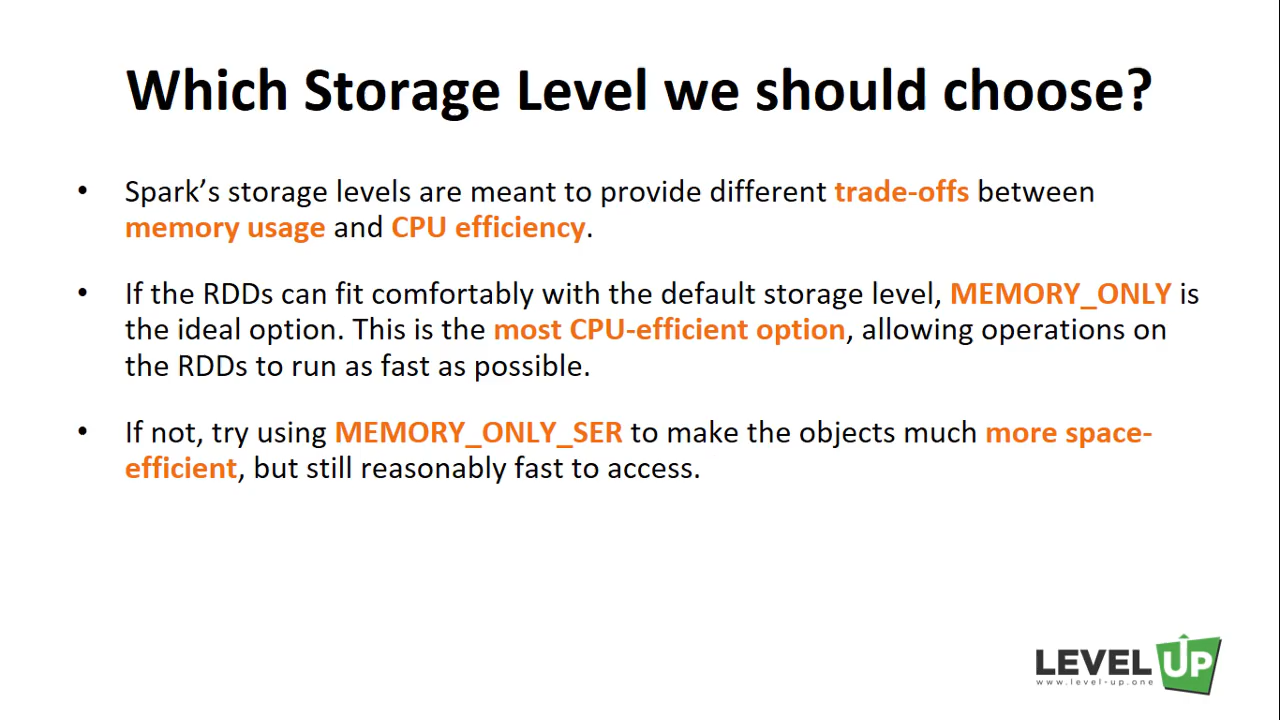 Which Storage Level we should choose?
• Spark’s storage levels are meant to provide different trade-offs between
memory usage and CPU efficiency.
• If the RDDs can fit comfortably with the default storage level, MEMORY_ONLY is
the ideal option. This is the most CPU-efficient option, allowing operations on
the RDDs to run as fast as possible.
• If not, try using MEMORY_ONLY_SER to make the objects much more space-
efficient, but still reasonably fast to access.
LEVEL UP
www.level-up.one